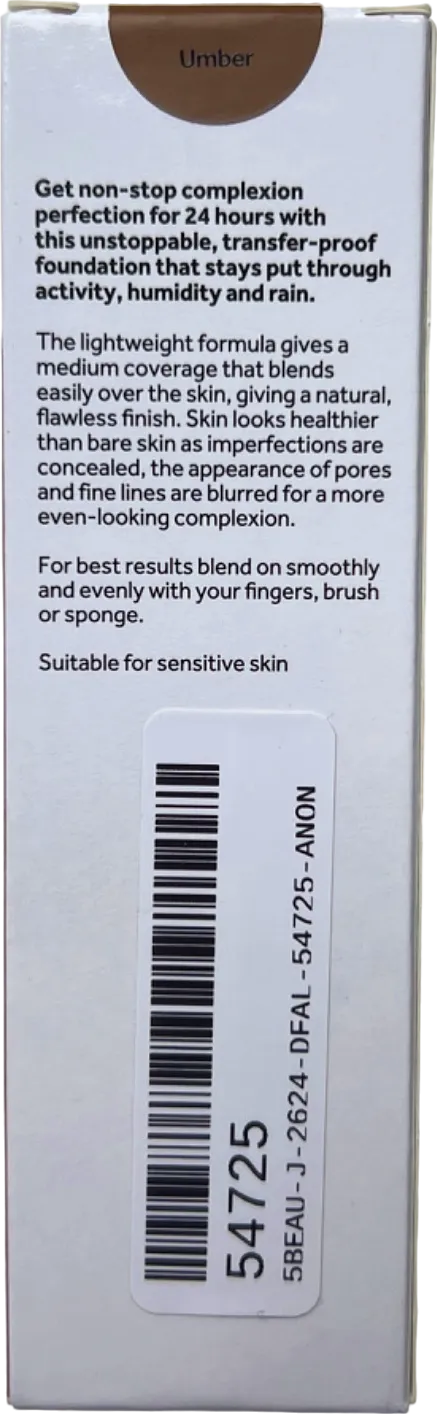 Umber
Get non-stop complexion
perfection for 24 hours with
this unstoppable, transfer-proof
foundation that stays put through
activity, humidity and rain.
The lightweight formula gives a
medium coverage that blends
easily over the skin, giving a natural,
flawless finish. Skin looks healthier
than bare skin as imperfections are
concealed, the appearance of pores
and fine lines are blurred for a more
even-looking complexion.
For best results blend on smoothly
and evenly with your fingers, brush
or sponge.
Suitable for sensitive skin
54725
5BEAU-J-2624-DFAL-54725-ANON